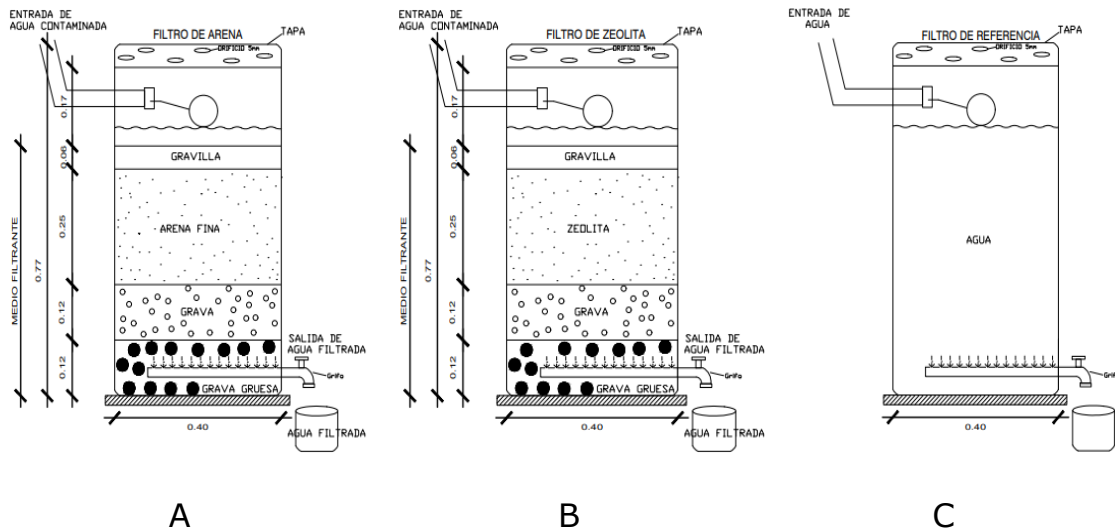 ENTRADA DE
AGUA CONTAMINADA
FILTRO DE ARENA
TAPA
ORIFICIO 5mm
0.17
GRAVILLA
0.06
ARENA FINA
0.25
MEDIO FILTRANTE
0.77
GRAVA
0.12
SALIDA DE
AGUA FILTRADA
Grifo
GRAVA GRUESA
0.12
0.40
AGUA FILTRADA
A
ENTRADA DE
AGUA CONTAMINADA
FILTRO DE ZEOLITA
TAPA
ORIFICIO 5mm
0.17
GRAVILLA
0.06
ZEOLITA
0.25
MEDIO FILTRANTE
0.77
GRAVA
0.12
SALIDA DE
AGUA FILTRADA
Grifo
GRAVA GRUESA
0.12
0.40
AGUA FILTRADA
B
ENTRADA DE
AGUA
FILTRO DE REFERENCIA
TAPA
ORIFICIO 5mm
AGUA
Grifo
0.40
C